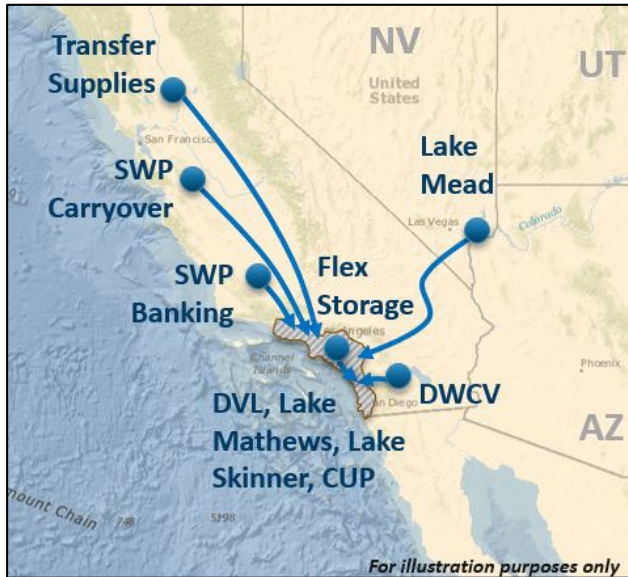 NV
UT
Transfer
Supplies
United
States
San Francisco
SWP
Carryover
Lake
Mead
Las Vegas
Colorado
SWP
Banking
Flex
Storage
Angeles
Channel
Islands
Phoenix
DWCV
an Diego
DVL, Lake
Mathews, Lake
Skinner, CUP
AZ
mount Chain
748
5198
For illustration purposes only